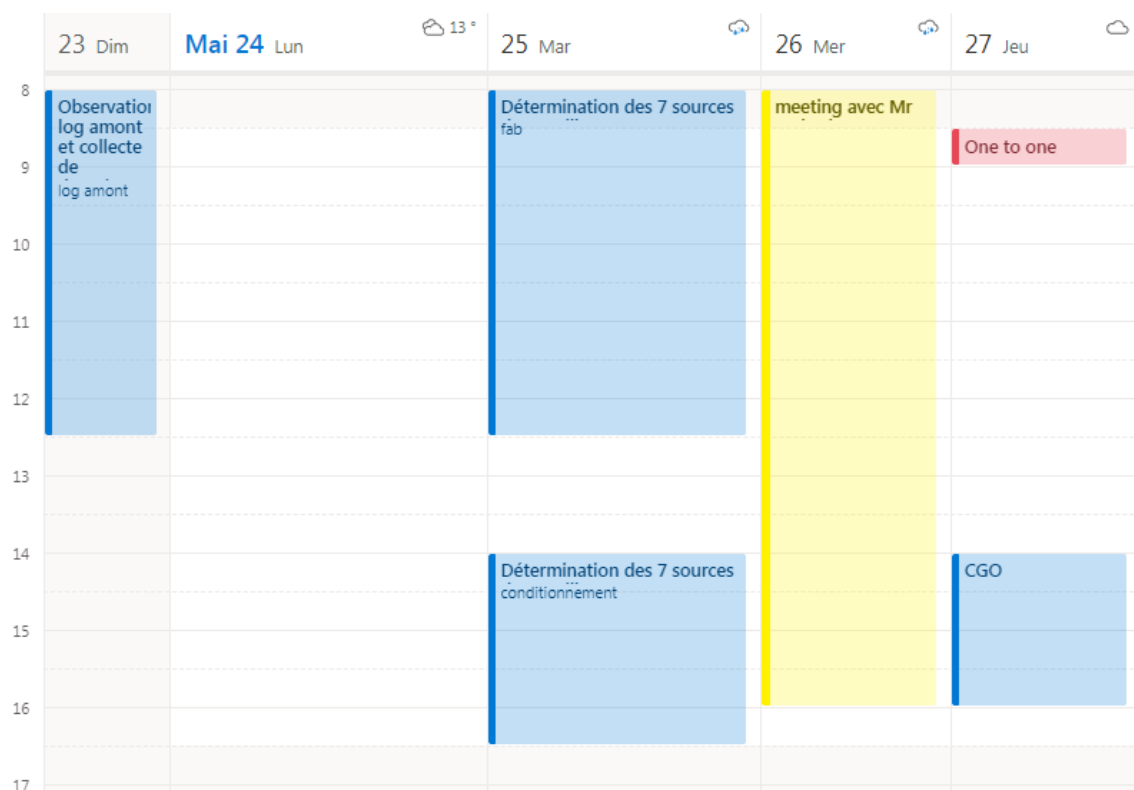 23 Dim
Mai 24 Lun
13 °
25 Mar
26 Mer
27 Jeu
8
9
10
11
12
13
14
15
16
17
Observation
log amont
et collecte
de
log amont
Détermination des 7 sources
fab
Détermination des 7 sources
conditionnement
meeting avec Mr
One to one
CGO